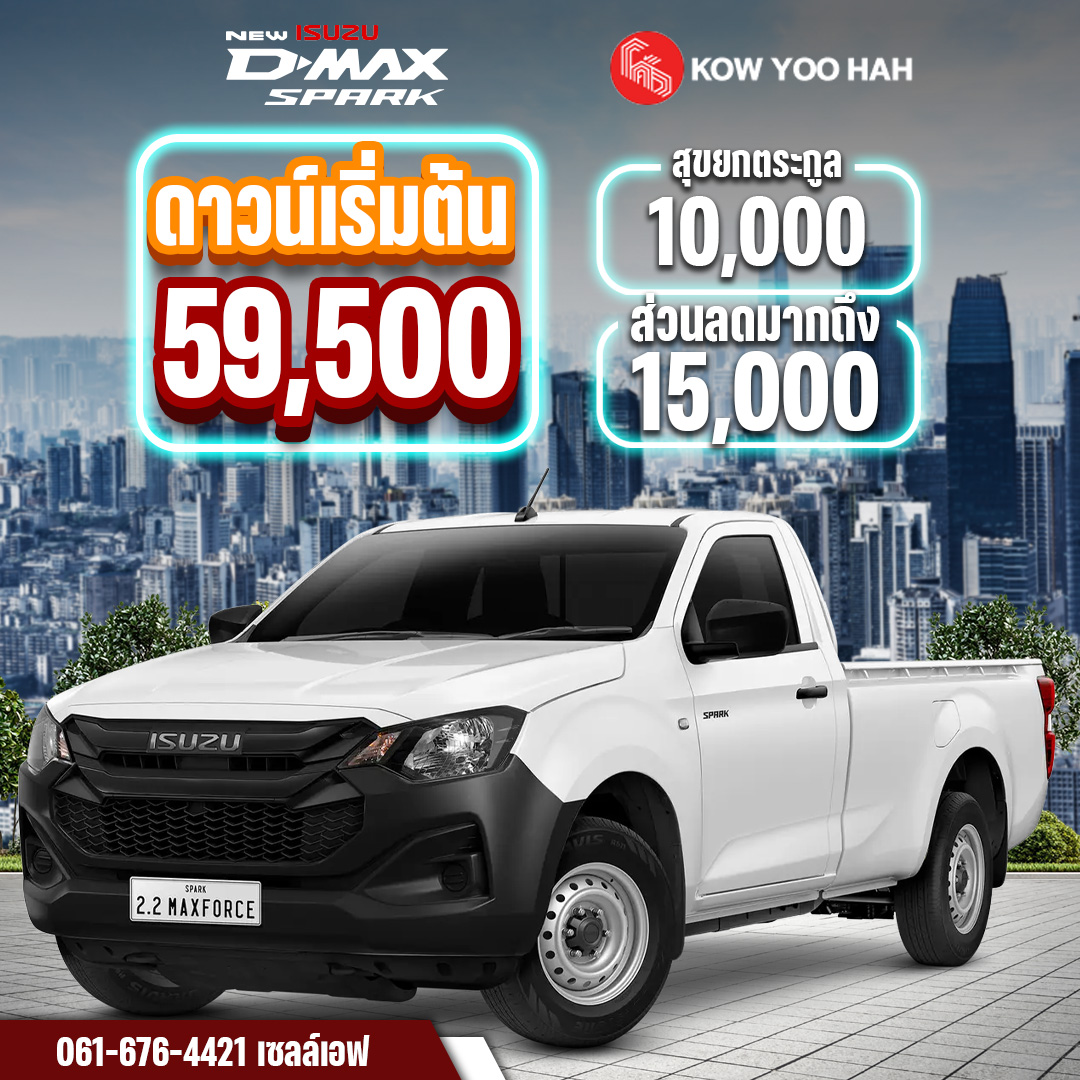 NEW ISUZU
D-MAX
SPARK
KOW YOO HAH
ดาวน์เริ่มต้น
59,500
สุขยกตระกูล
10,000
ส่วนลดมากถึง
15,000
SPARK
ISUZU
SPARK
2.2 MAXFORCE
061-676-4421 เซลล์เอฟ